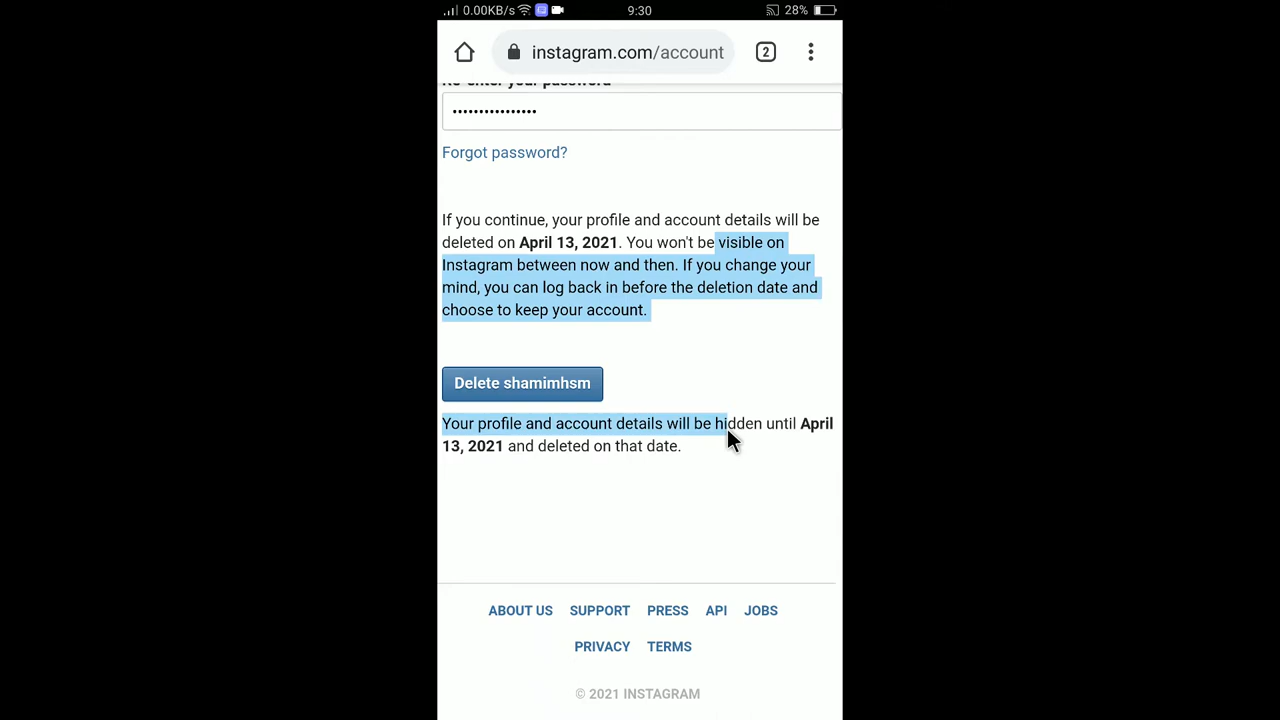 0.00KB/s 9:30 28%
instagram.com/account 2
Re-enter your password
••••••••••••••••
Forgot password?
If you continue, your profile and account details will be
deleted on April 13, 2021. You won't be visible on
Instagram between now and then. If you change your
mind, you can log back in before the deletion date and
choose to keep your account.
Delete shamimhsm
Your profile and account details will be hidden until April
13, 2021 and deleted on that date.
ABOUT US SUPPORT PRESS API JOBS
PRIVACY TERMS
© 2021 INSTAGRAM